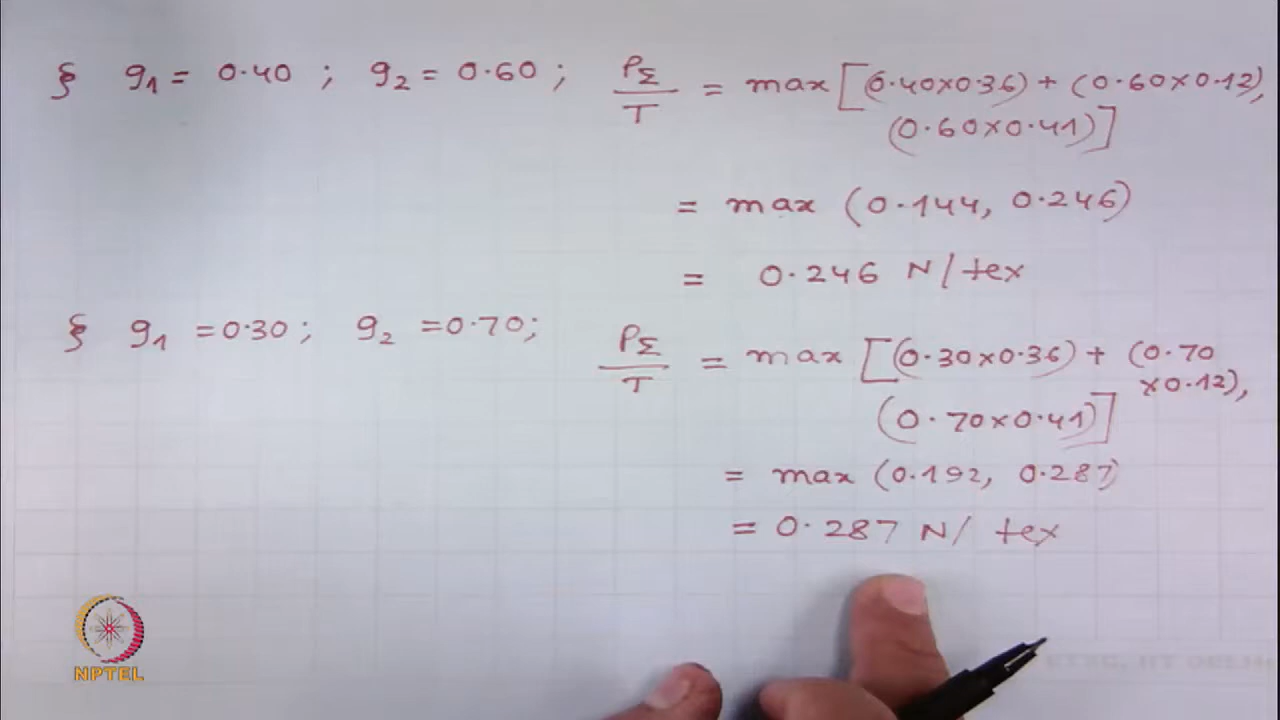 § g1 = 0.40 ; g2 = 0.60 ; PΣ/T = max [(0.40×0.36) + (0.60×0.12),
(0.60×0.41)]
= max (0.144, 0.246)
= 0.246 N/tex
§ g1 = 0.30 ; g2 = 0.70; PΣ/T = max [(0.30×0.36) + (0.70
×0.12),
(0.70×0.41)]
= max (0.192, 0.287)
= 0.287 N/ tex
NPTEL